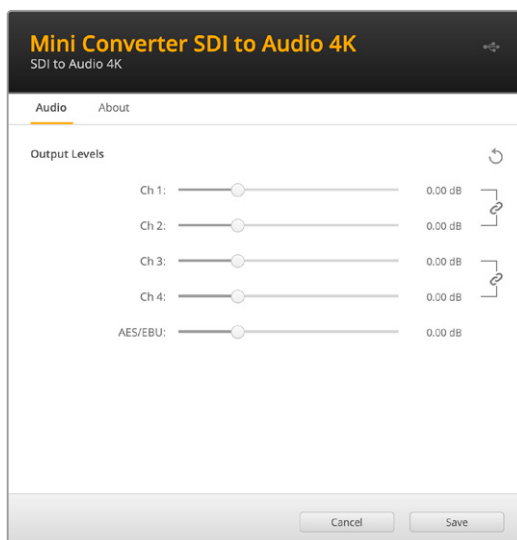 Mini Converter SDI to Audio 4K
SDI to Audio 4K
Audio About
Output Levels
Ch 1: 0.00 dB
Ch 2: 0.00 dB
Ch 3: 0.00 dB
Ch 4: 0.00 dB
AES/EBU: 0.00 dB
Cancel Save